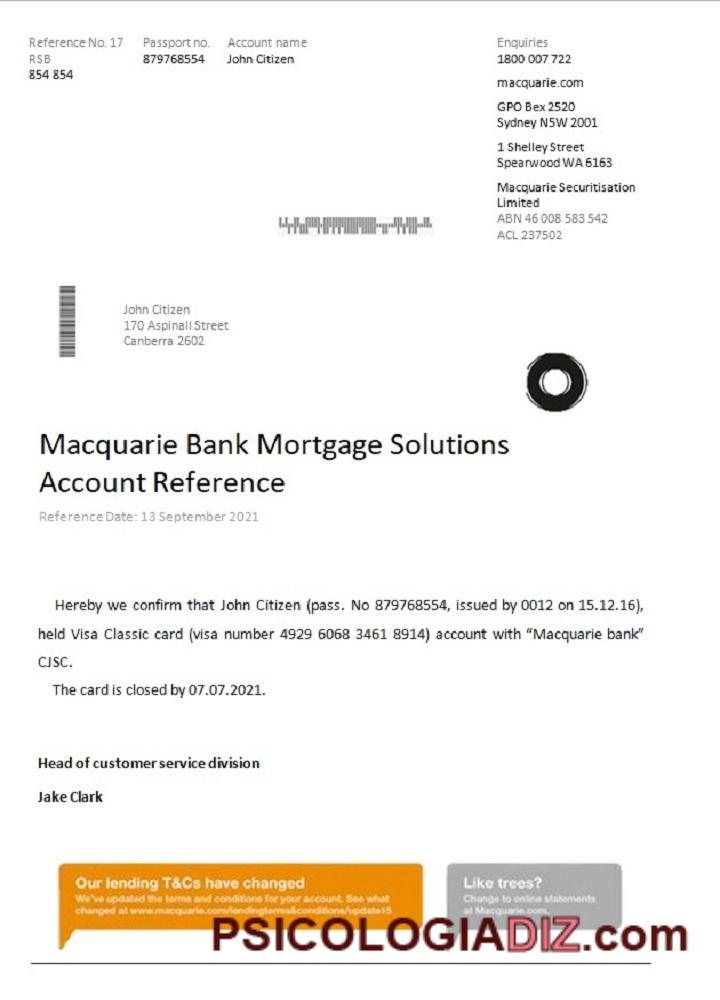 Reference No. 17 Passport no. Account name
RSB 879768554 John Citizen
854 854
Enquiries
1800 007 722
macquarie.com
GPO Bex 2520
Sydney N5W 2001
1 Shelley Street
Spearwood WA 6163
Macquarie Securitisation
Limited
ABN 46 008 583 542
ACL 237502
John Citizen
170 Aspinall Street
Canberra 2602
Macquarie Bank Mortgage Solutions
Account Reference
Reference Date: 13 September 2021
Hereby we confirm that John Citizen (pass. No 879768554, issued by 0012 on 15.12.16),
held Visa Classic card (visa number 4929 6068 3461 8914) account with “Macquarie bank”
CJSC.
The card is closed by 07.07.2021.
Head of customer service division
Jake Clark
Our lending T&Cs have changed
We've updated the terms and conditions for your account. See what
changed at www.macquarie.com/lendingterms&conditions/update15
Like trees?
Change to online statements
at Macquarie.com.
PSICOLOGIADIZ.com